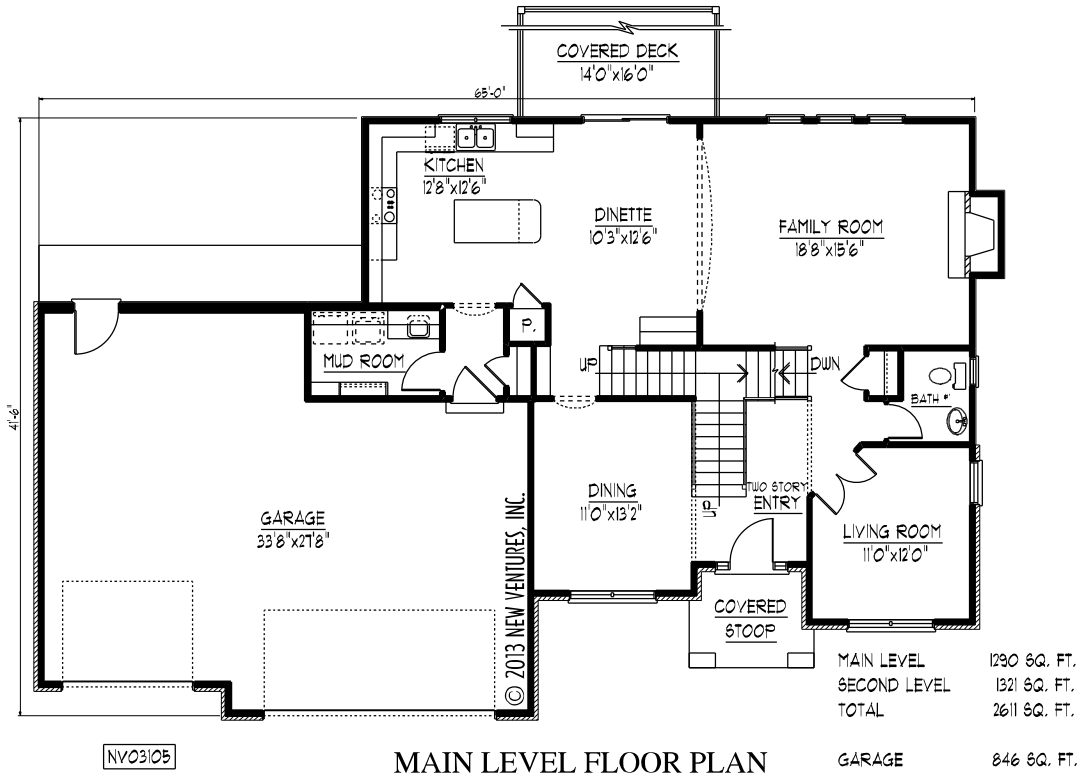 COVERED DECK
14'0"x16'0"
65'-0"
KITCHEN
12'8"x12'6"
DINETTE
10'3"x12'6"
FAMILY ROOM
18'8"x15'6"
P.
MUD ROOM
UP
DWN
BATH
41'-6"
DINING
11'0"x13'2"
TWO STORY
ENTRY
UP
GARAGE
33'8"x27'8"
LIVING ROOM
11'0"x12'0"
© 2013 NEW VENTURES, INC.
COVERED
STOOP
MAIN LEVEL 1290 SQ. FT.
SECOND LEVEL 1321 SQ. FT.
TOTAL 2611 SQ. FT.
GARAGE 846 SQ. FT.
NV03105
MAIN LEVEL FLOOR PLAN